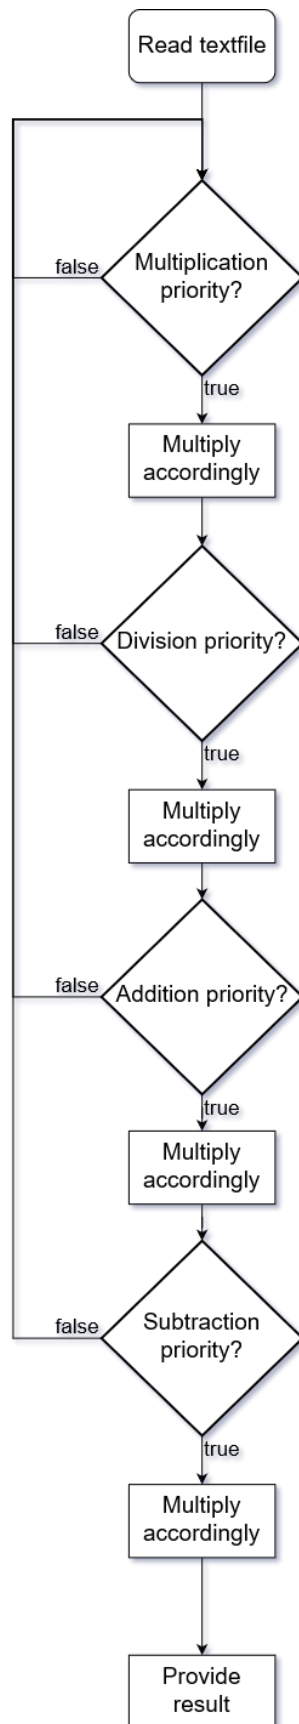 Read textfile
false
Multiplication
priority?
true
Multiply
accordingly
false
Division priority?
true
Multiply
accordingly
false
Addition priority?
true
Multiply
accordingly
false
Subtraction
priority?
true
Multiply
accordingly
Provide
result